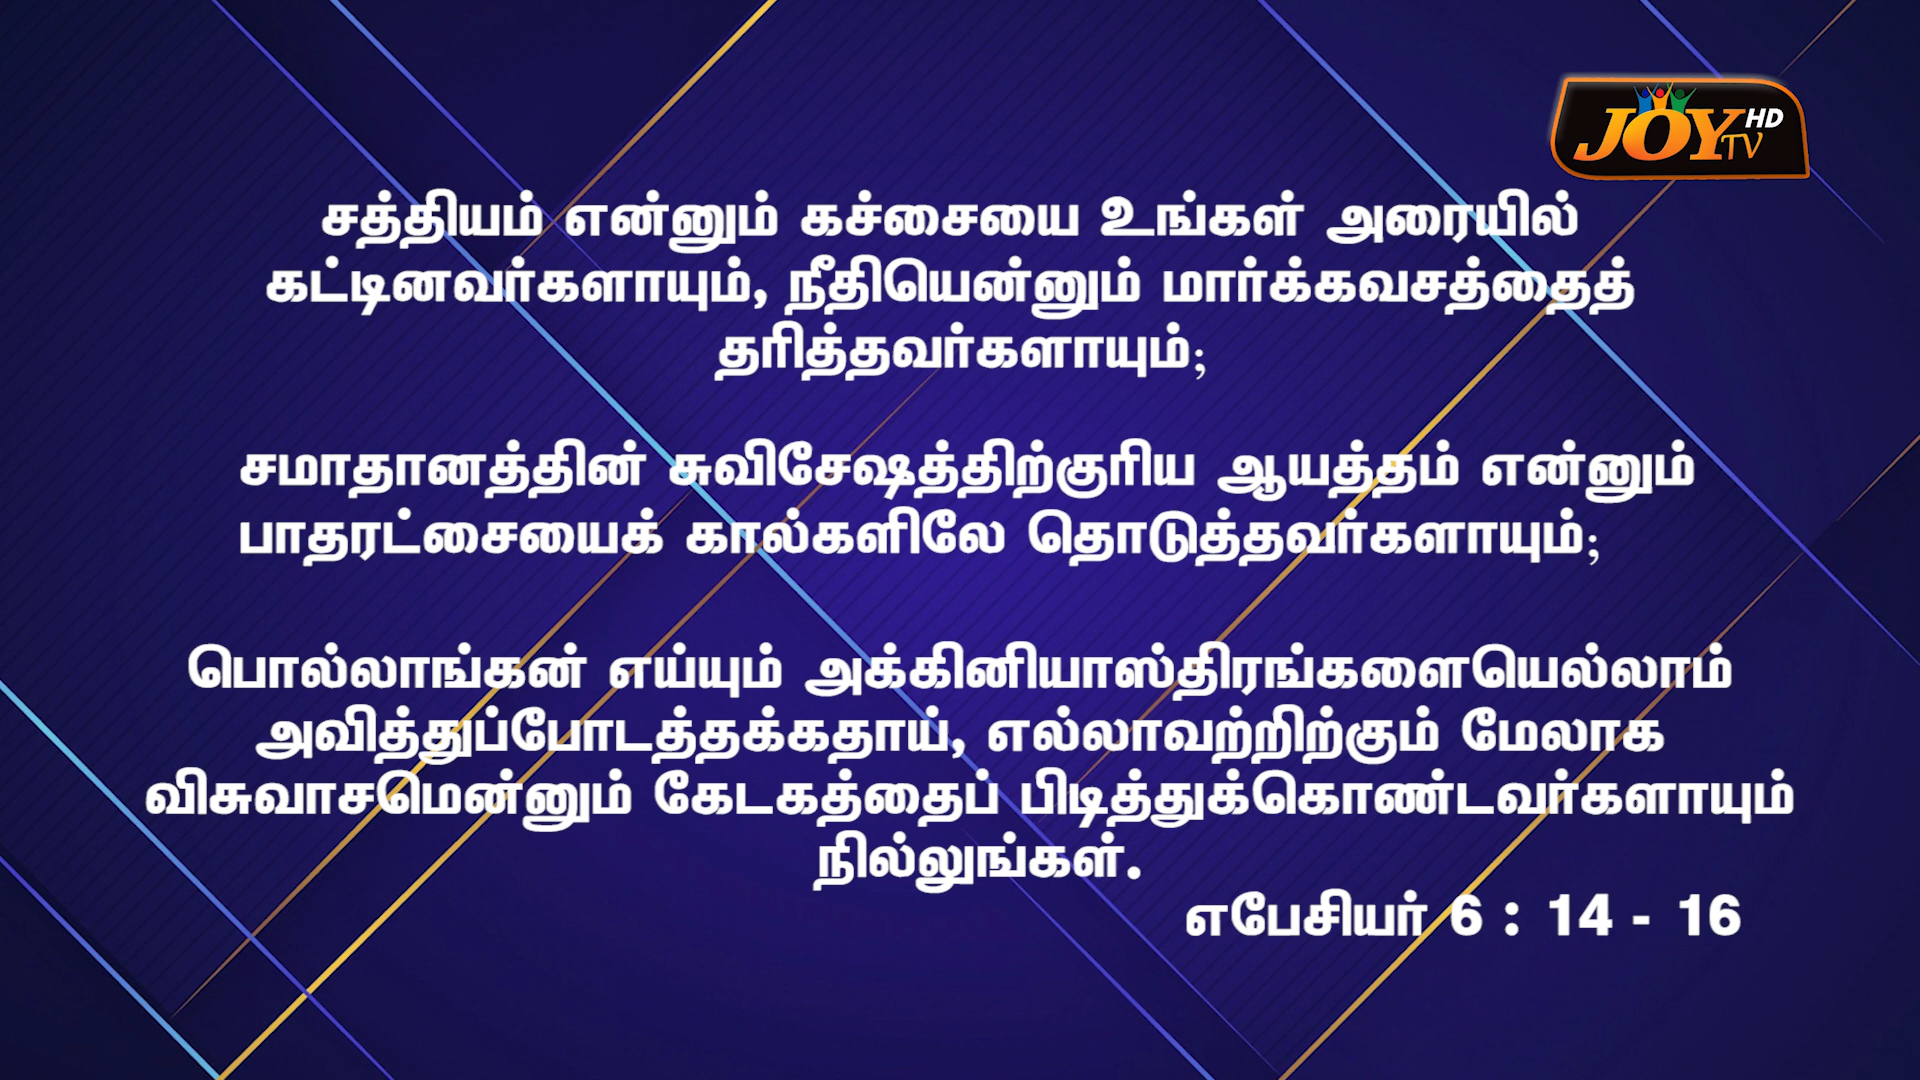 JOY TV HD
சத்தியம் என்னும் கச்சையை உங்கள் அரையில்
கட்டினவர்களாயும், நீதியென்னும் மார்க்கவசத்தைத்
தரித்தவர்களாயும்;
சமாதானத்தின் சுவிசேஷத்திற்குரிய ஆயத்தம் என்னும்
பாதரட்சையைக் கால்களிலே தொடுத்தவர்களாயும்;
பொல்லாங்கன் எய்யும் அக்கினியாஸ்திரங்களையெல்லாம்
அவித்துப்போடத்தக்கதாய், எல்லாவற்றிற்கும் மேலாக
விசுவாசமென்னும் கேடகத்தைப் பிடித்துக்கொண்டவர்களாயும்
நில்லுங்கள்.
எபேசியர் 6 : 14 - 16